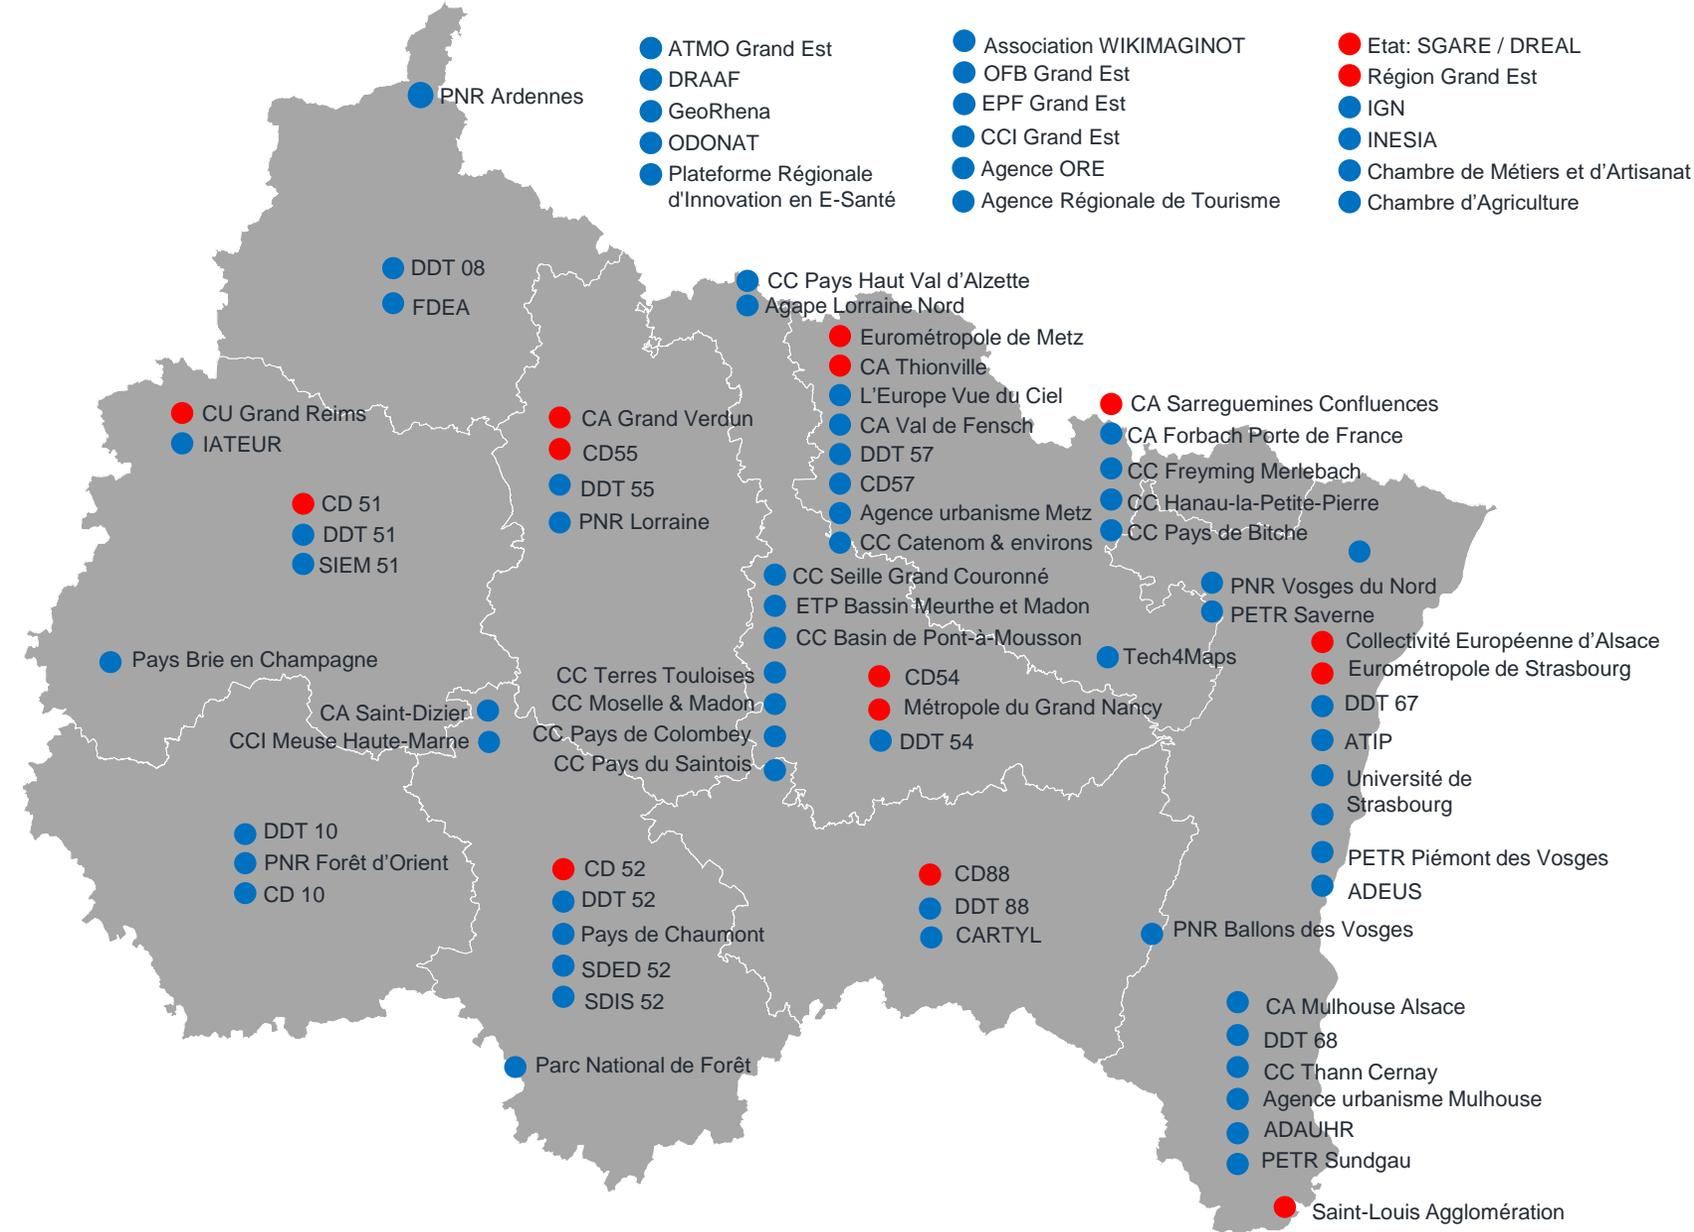 ATMO Grand Est
DRAAF
GeoRhena
ODONAT
Plateforme Régionale
d'Innovation en E-Santé
Association WIKIMAGINOT
OFB Grand Est
EPF Grand Est
CCI Grand Est
Agence ORE
Agence Régionale de Tourisme
Etat: SGARE / DREAL
Région Grand Est
IGN
INESIA
Chambre de Métiers et d'Artisanat
Chambre d'Agriculture
PNR Ardennes
DDT 08
FDEA
CC Pays Haut Val d'Alzette
Agape Lorraine Nord
Eurométropole de Metz
CA Thionville
L'Europe Vue du Ciel
CA Val de Fensch
DDT 57
CD57
Agence urbanisme Metz
CC Catenom & environs
CA Sarreguemines Confluences
CA Forbach Porte de France
CC Freyming Merlebach
CC Hanau-la-Petite-Pierre
CC Pays de Bitche
CU Grand Reims
IATEUR
CD 51
DDT 51
SIEM 51
Pays Brie en Champagne
CA Grand Verdun
CD55
DDT 55
PNR Lorraine
CC Seille Grand Couronné
ETP Bassin Meurthe et Madon
CC Basin de Pont-à-Mousson
CC Terres Touloises
CC Moselle & Madon
CC Pays de Colombey
CC Pays du Saintois
CD54
Métropole du Grand Nancy
DDT 54
Tech4Maps
PNR Vosges du Nord
PETR Saverne
Collectivité Européenne d'Alsace
Eurométropole de Strasbourg
DDT 67
ATIP
Université de
Strasbourg
PETR Piémont des Vosges
ADEUS
CA Saint-Dizier
CCI Meuse Haute-Marne
DDT 10
PNR Forêt d'Orient
CD 10
CD 52
DDT 52
Pays de Chaumont
SDED 52
SDIS 52
Parc National de Forêt
CD88
DDT 88
CARTYL
PNR Ballons des Vosges
CA Mulhouse Alsace
DDT 68
CC Thann Cernay
Agence urbanisme Mulhouse
ADAUHR
PETR Sundgau
Saint-Louis Agglomération